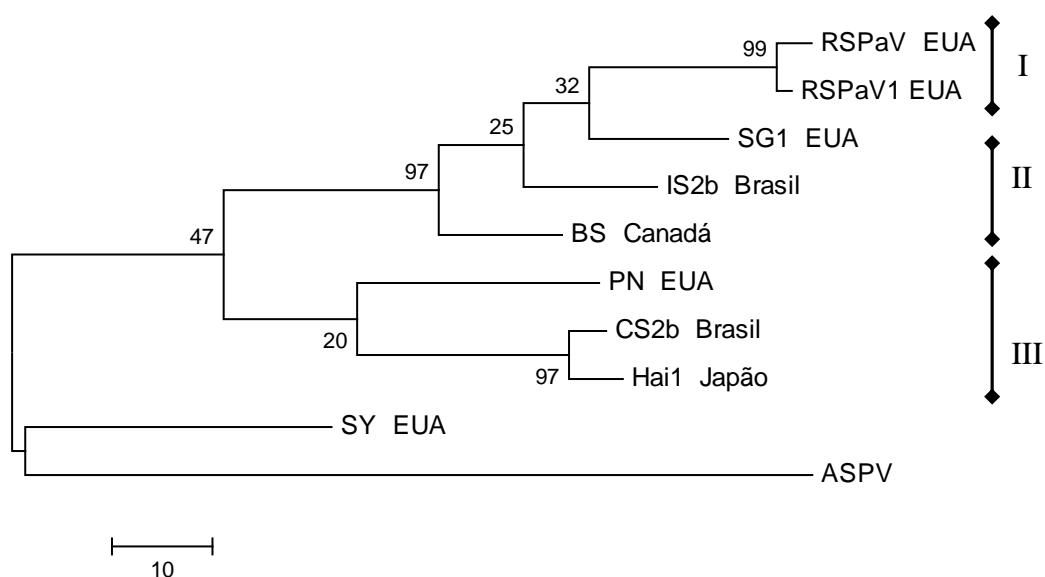 RSPaV EUA
99
I
RSPaV1 EUA
32
SG1 EUA
25
97
II
IS2b Brasil
BS Canadá
47
PN EUA
CS2b Brasil
20
III
97
Hai1 Japão
SY EUA
ASPV
10